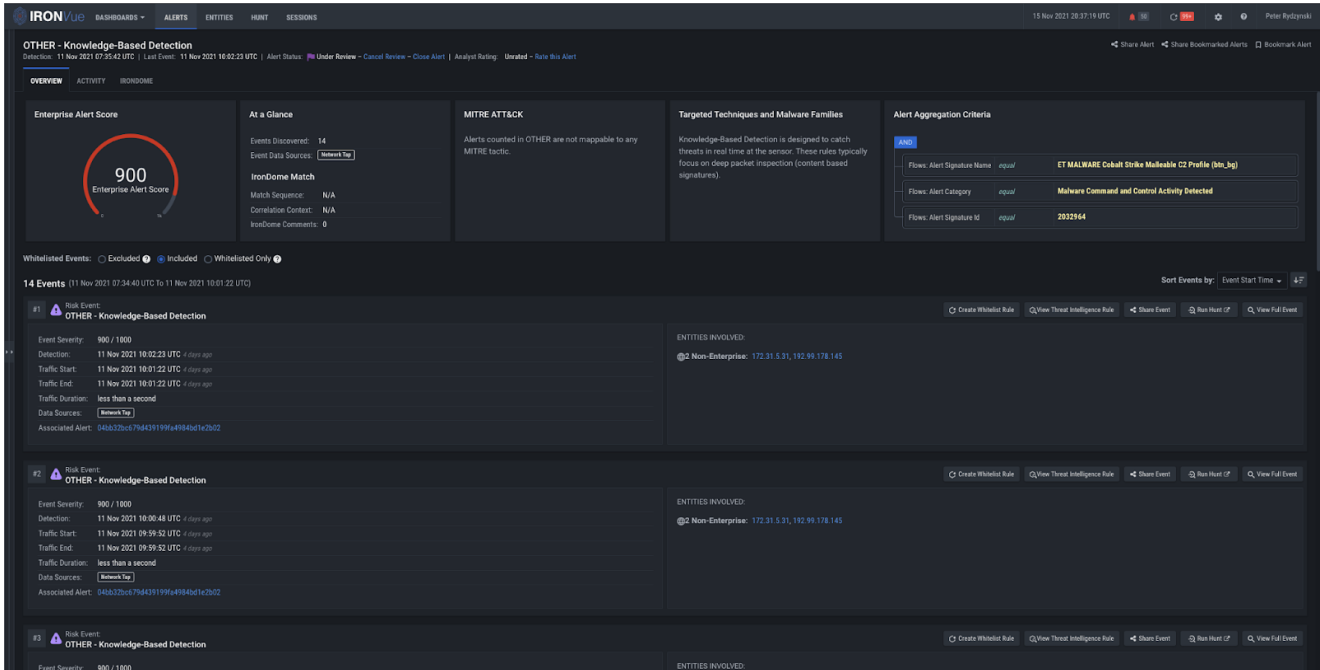 IRONVue DASHBOARDS ALERTS ENTITIES HUNT SESSIONS 15 Nov 2021 20:37:19 UTC 50 99+ Peter Rydzynski
OTHER - Knowledge-Based Detection
Share Alert Share Bookmarked Alerts Bookmark Alert
Detection: 11 Nov 2021 07:35:42 UTC | Last Event: 11 Nov 2021 10:02:23 UTC | Alert Status: Under Review – Cancel Review – Close Alert | Analyst Rating: Unrated – Rate this Alert
OVERVIEW ACTIVITY IRONDOME
Enterprise Alert Score
900
Enterprise Alert Score
At a Glance
Events Discovered: 14
Event Data Sources: Network Tap
IronDome Match
Match Sequence: N/A
Correlation Context: N/A
IronDome Comments: 0
MITRE ATT&CK
Alerts counted in OTHER are not mappable to any
MITRE tactic.
Targeted Techniques and Malware Families
Knowledge-Based Detection is designed to catch
threats in real time at the sensor. These rules typically
focus on deep packet inspection (content based
signatures).
Alert Aggregation Criteria
AND
Flows: Alert Signature Name equal ET MALWARE Cobalt Strike Malleable C2 Profile (btn_bg)
Flows: Alert Category equal Malware Command and Control Activity Detected
Flows: Alert Signature Id equal 2032964
Whitelisted Events: Excluded Included Whitelisted Only
14 Events (11 Nov 2021 07:34:40 UTC To 11 Nov 2021 10:01:22 UTC)
Sort Events by: Event Start Time
#1 Risk Event:
OTHER - Knowledge-Based Detection
Create Whitelist Rule View Threat Intelligence Rule Share Event Run Hunt View Full Event
Event Severity: 900 / 1000
Detection: 11 Nov 2021 10:02:23 UTC 4 days ago
Traffic Start: 11 Nov 2021 10:01:22 UTC 4 days ago
Traffic End: 11 Nov 2021 10:01:22 UTC 4 days ago
Traffic Duration: less than a second
Data Sources: Network Tap
Associated Alert: 04bb32bc679d439199fa4984bd1e2b02
ENTITIES INVOLVED:
2 Non-Enterprise: 172.31.5.31, 192.99.178.145
#2 Risk Event:
OTHER - Knowledge-Based Detection
Create Whitelist Rule View Threat Intelligence Rule Share Event Run Hunt View Full Event
Event Severity: 900 / 1000
Detection: 11 Nov 2021 10:00:48 UTC 4 days ago
Traffic Start: 11 Nov 2021 09:59:52 UTC 4 days ago
Traffic End: 11 Nov 2021 09:59:52 UTC 4 days ago
Traffic Duration: less than a second
Data Sources: Network Tap
Associated Alert: 04bb32bc679d439199fa4984bd1e2b02
ENTITIES INVOLVED:
2 Non-Enterprise: 172.31.5.31, 192.99.178.145
#3 Risk Event:
OTHER - Knowledge-Based Detection
Create Whitelist Rule View Threat Intelligence Rule Share Event Run Hunt View Full Event
Event Severity: 900 / 1000
ENTITIES INVOLVED: